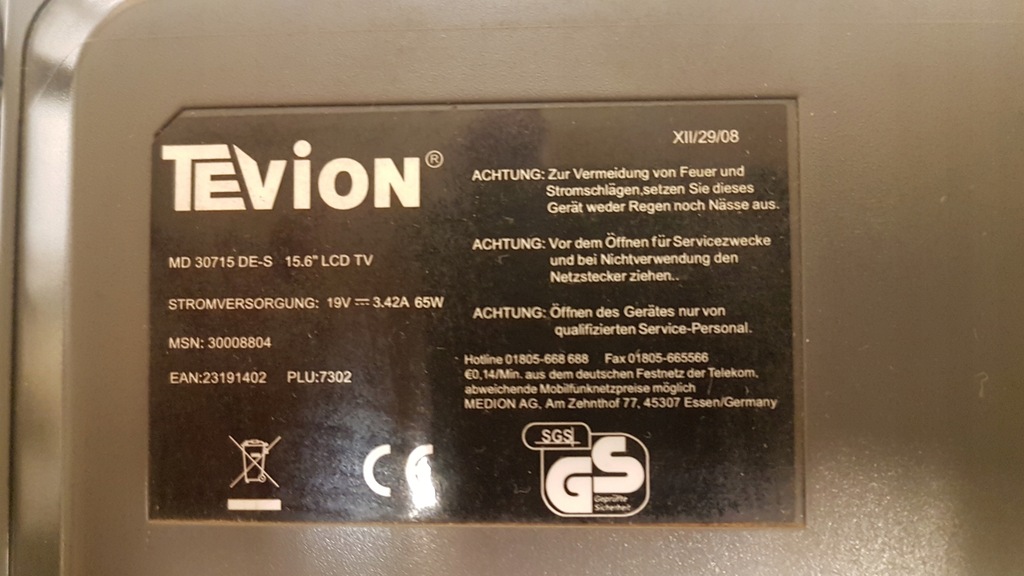 TEViON®
MD 30715 DE-S 15.6" LCD TV
STROMVERSORGUNG: 19V ⎓ 3.42A 65W
MSN: 30008804
EAN:23191402 PLU:7302
CE
XII/29/08
ACHTUNG: Zur Vermeidung von Feuer und
Stromschlägen,setzen Sie dieses
Gerät weder Regen noch Nässe aus.
ACHTUNG: Vor dem Öffnen für Servicezwecke
und bei Nichtverwendung den
Netzstecker ziehen..
ACHTUNG: Öffnen des Gerätes nur von
qualifizierten Service-Personal.
Hotline 01805-668 688 Fax 01805-665566
€0,14/Min. aus dem deutschen Festnetz der Telekom,
abweichende Mobilfunknetzpreise möglich
MEDION AG, Am Zehnthof 77, 45307 Essen/Germany
SGS
GS
Geprüfte
Sicherheit